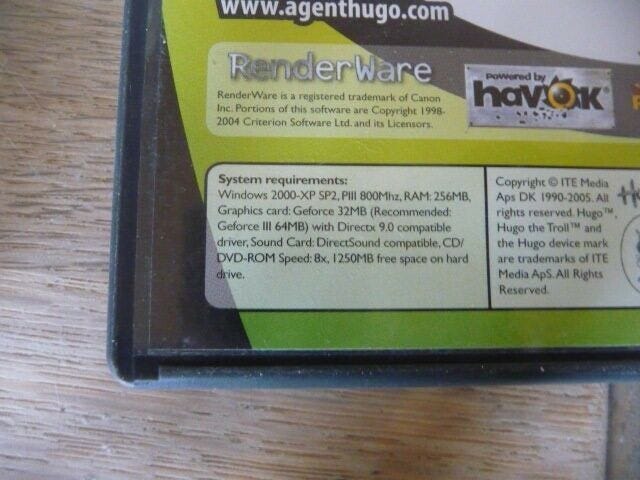 www.agenthugo.com
RenderWare
RenderWare is a registered trademark of Canon
Inc. Portions of this software are Copyright 1998-
2004 Criterion Software Ltd. and its Licensors.
Powered by
havok
System requirements:
Windows 2000-XP SP2, PIII 800Mhz, RAM: 256MB,
Graphics card: Geforce 32MB (Recommended:
Geforce III 64MB) with Directx 9.0 compatible
driver, Sound Card: DirectSound compatible, CD/
DVD-ROM Speed: 8x, 1250MB free space on hard
drive.
Copyright © ITE Media
Aps DK 1990-2005. All
rights reserved. Hugo™,
Hugo the Troll™ and
the Hugo device mark
are trademarks of ITE
Media ApS. All Rights
Reserved.